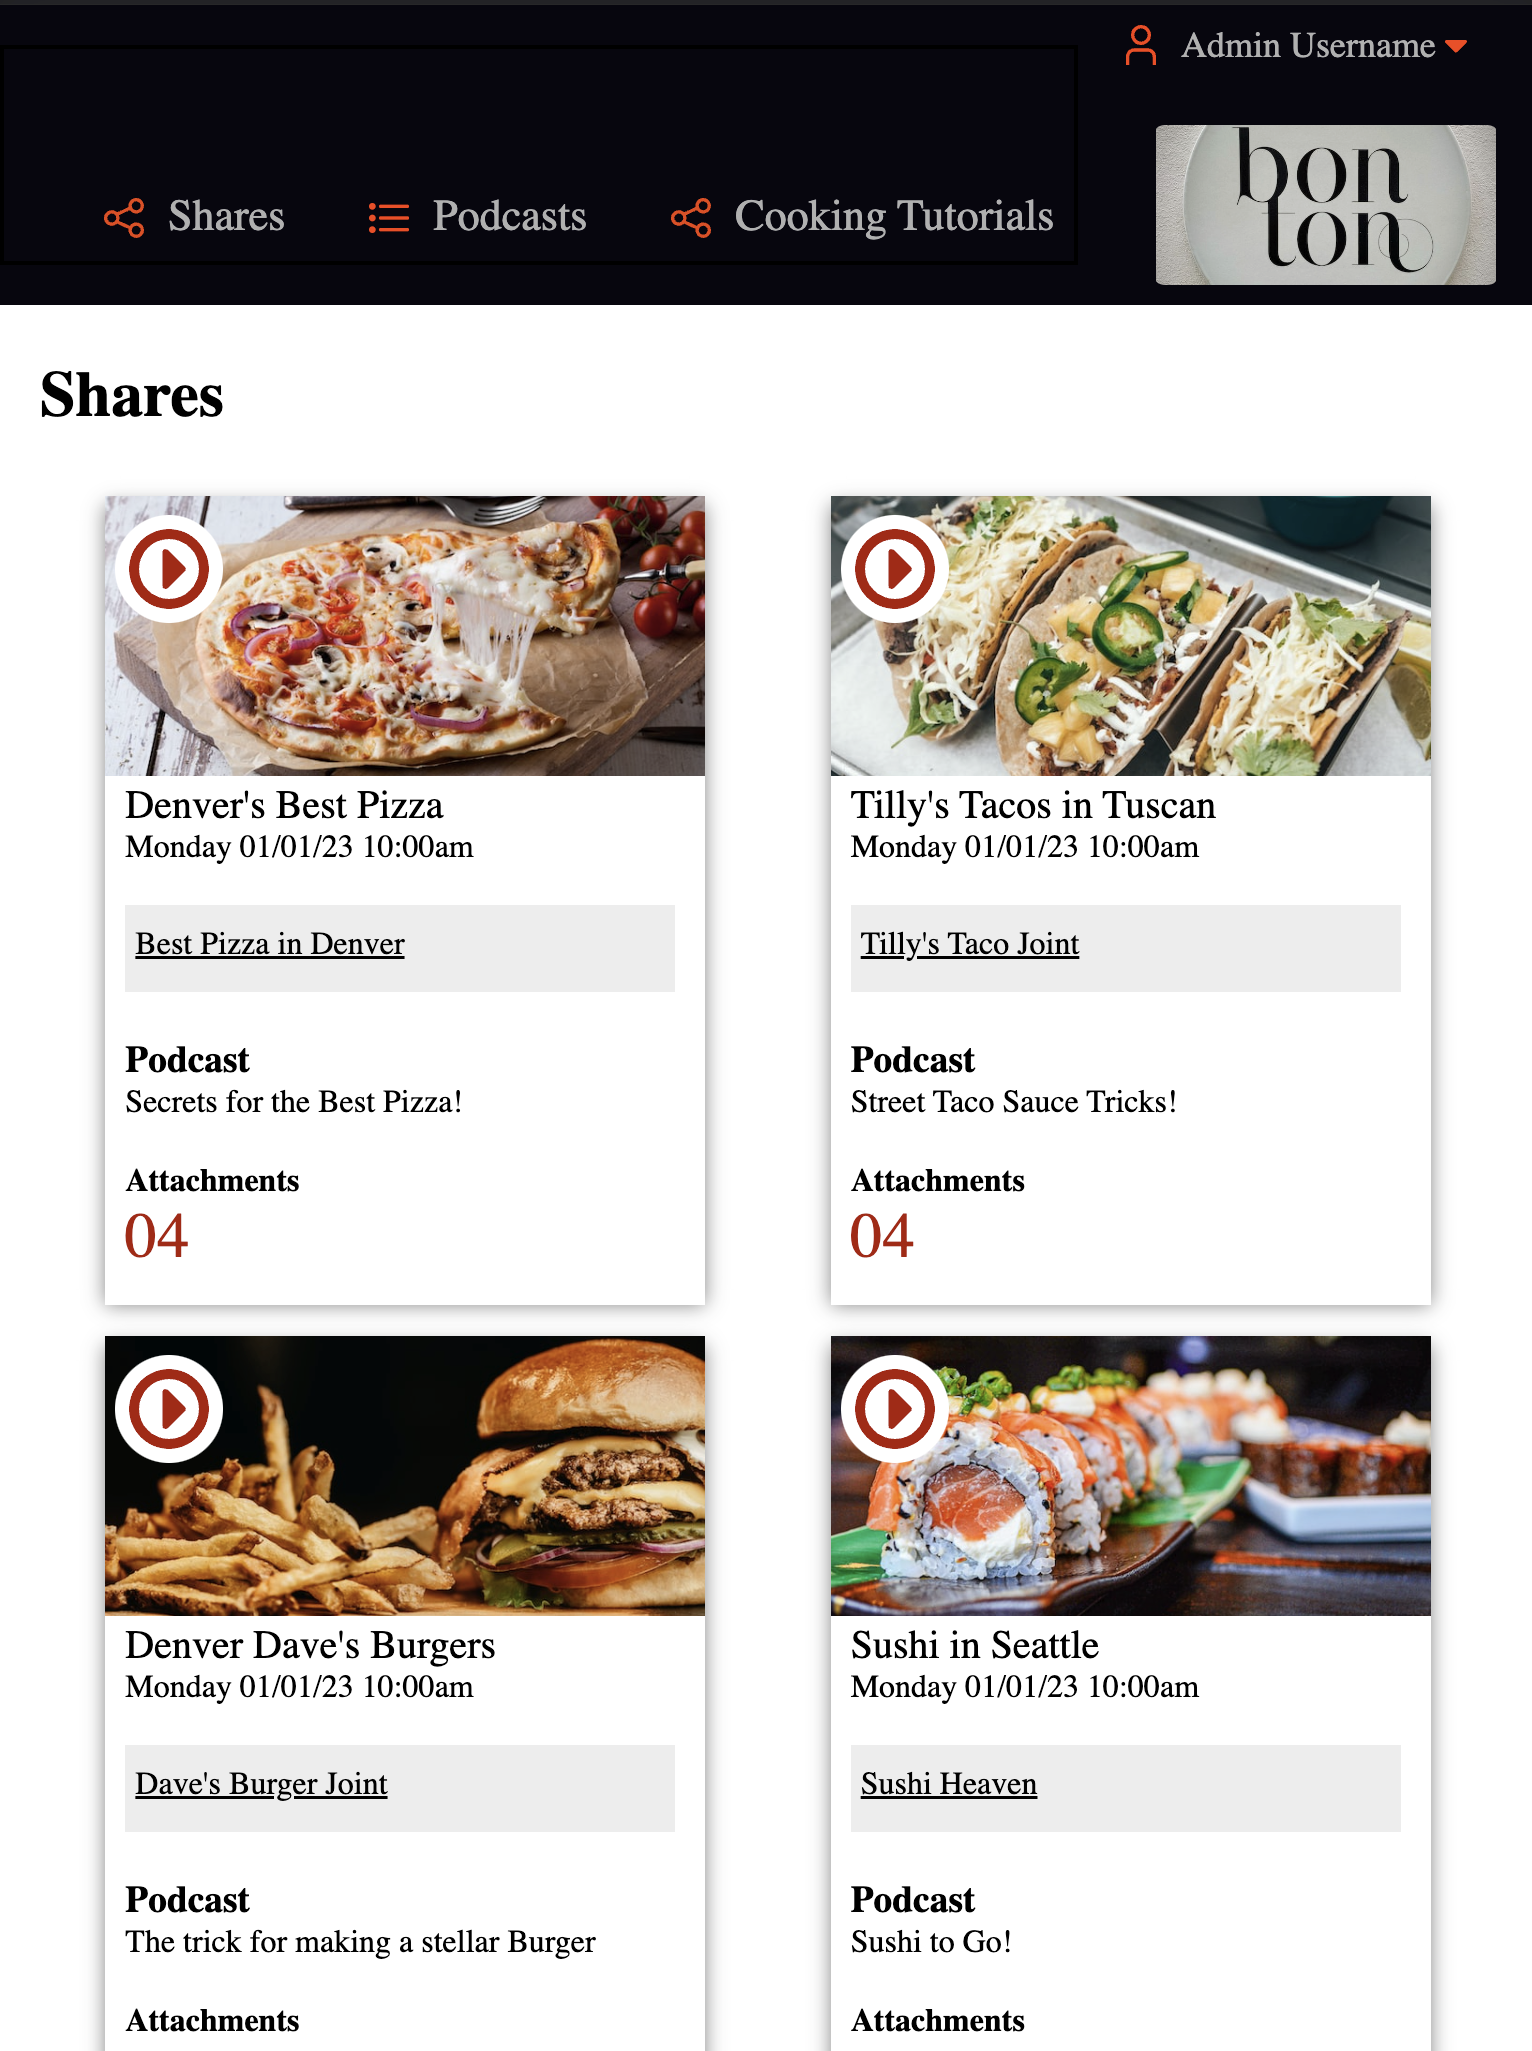 Admin Username
Shares
Podcasts
Cooking Tutorials
bon
ton
Shares
Denver's Best Pizza
Monday 01/01/23 10:00am
Best Pizza in Denver
Podcast
Secrets for the Best Pizza!
Attachments
04
Tilly's Tacos in Tuscan
Monday 01/01/23 10:00am
Tilly's Taco Joint
Podcast
Street Taco Sauce Tricks!
Attachments
04
Denver Dave's Burgers
Monday 01/01/23 10:00am
Dave's Burger Joint
Podcast
The trick for making a stellar Burger
Attachments
Sushi in Seattle
Monday 01/01/23 10:00am
Sushi Heaven
Podcast
Sushi to Go!
Attachments